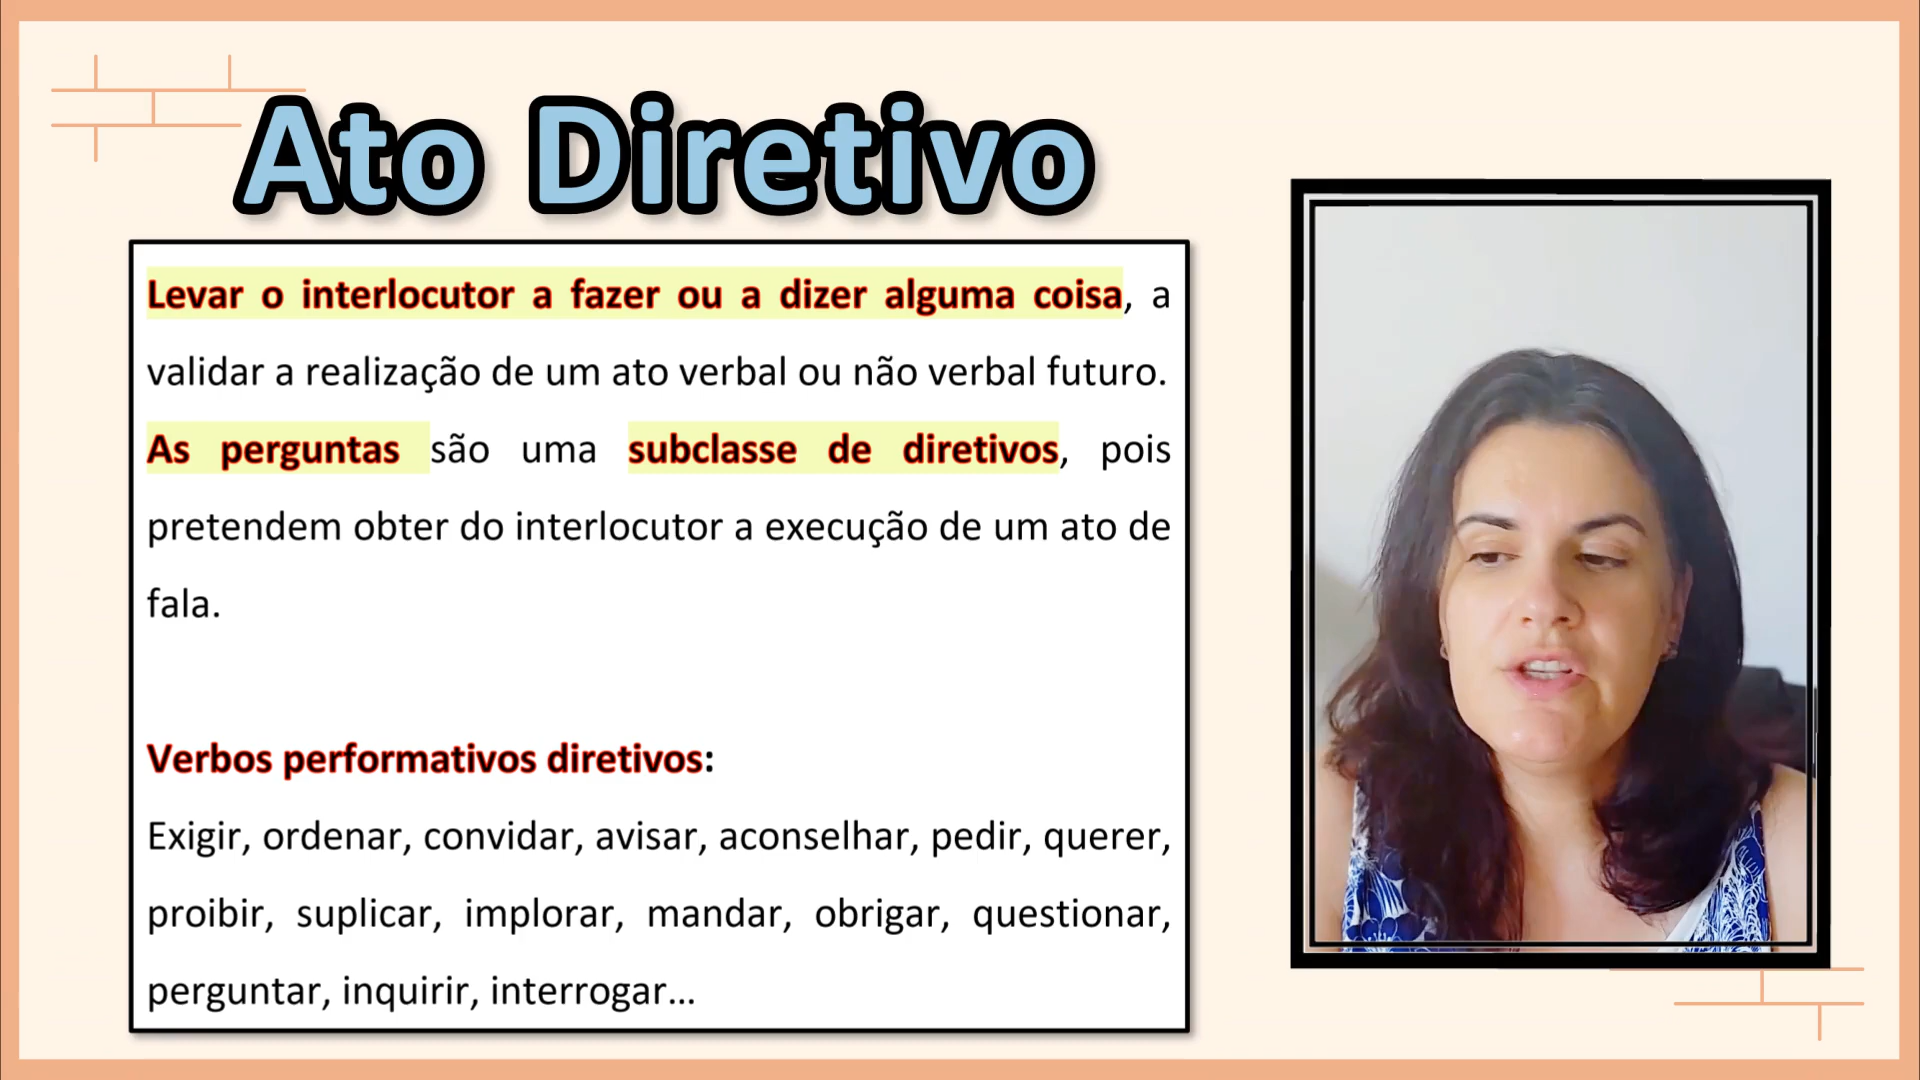 Ato Diretivo
Levar o interlocutor a fazer ou a dizer alguma coisa, a
validar a realização de um ato verbal ou não verbal futuro.
As perguntas são uma subclasse de diretivos, pois
pretendem obter do interlocutor a execução de um ato de
fala.
Verbos performativos diretivos:
Exigir, ordenar, convidar, avisar, aconselhar, pedir, querer,
proibir, suplicar, implorar, mandar, obrigar, questionar,
perguntar, inquirir, interrogar...